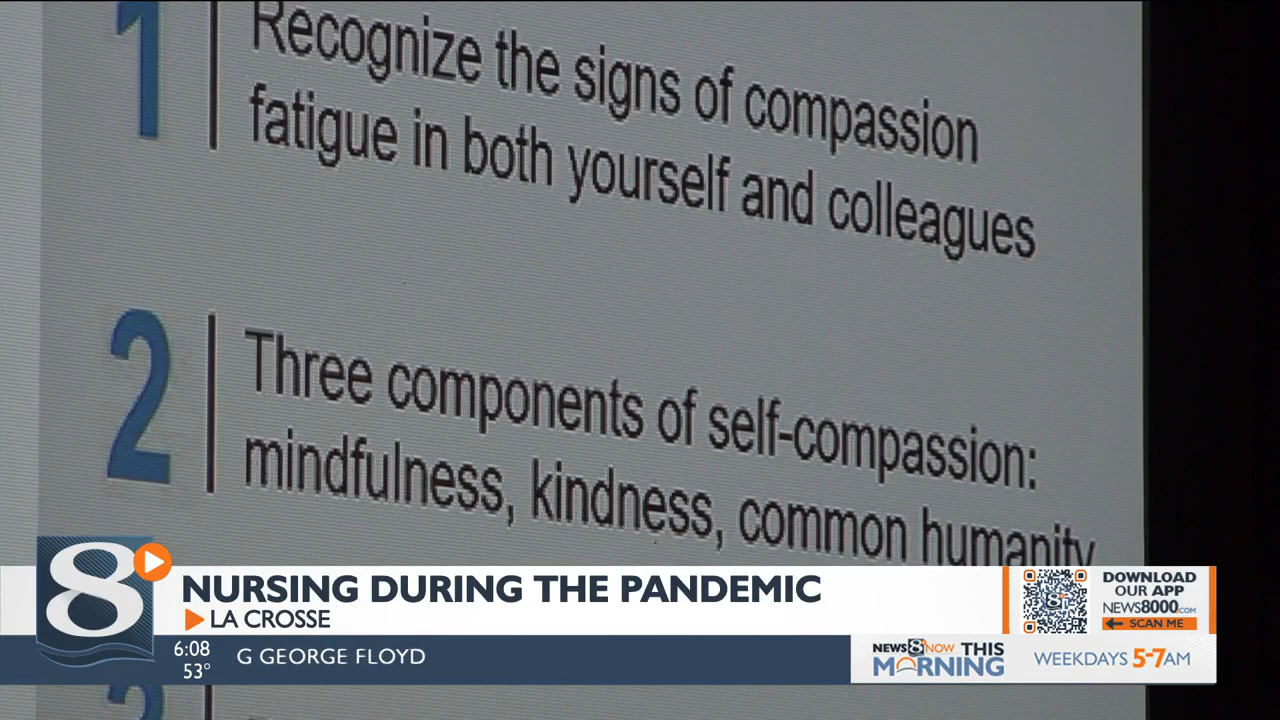 1
Recognize the signs of compassion
fatigue in both yourself and colleagues
2
Three components of self-compassion:
mindfulness, kindness, common humanity
8
NURSING DURING THE PANDEMIC
LA CROSSE
DOWNLOAD
OUR APP
NEWS8000.COM
SCAN ME
6:08
53°
G GEORGE FLOYD
NEWS 8 NOW THIS
MORNING
WEEKDAYS 5-7AM
3